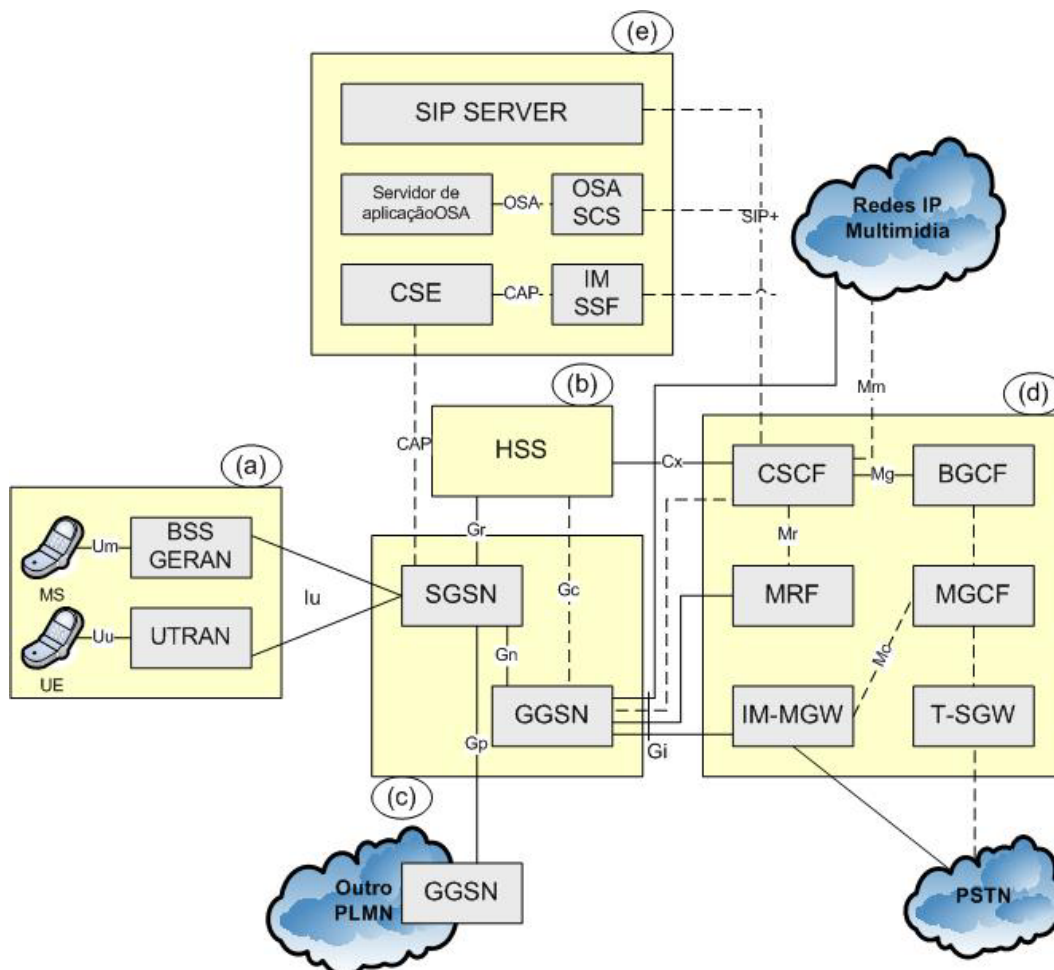 (e)
SIP SERVER
Servidor de
aplicaçãoOSA
OSA
OSA
SCS
SIP+
Redes IP
Multimidia
CSE
CAP
IM
SSF
(b)
Mm
(d)
CAP
HSS
Cx
CSCF
Mg
BGCF
(a)
Gr
Mr
Um
BSS
GERAN
MS
Iu
SGSN
Gc
MRF
MGCF
Uu
UTRAN
UE
Gn
Mc
GGSN
IM-MGW
T-SGW
Gp
Gi
(c)
Outro
PLMN
GGSN
PSTN